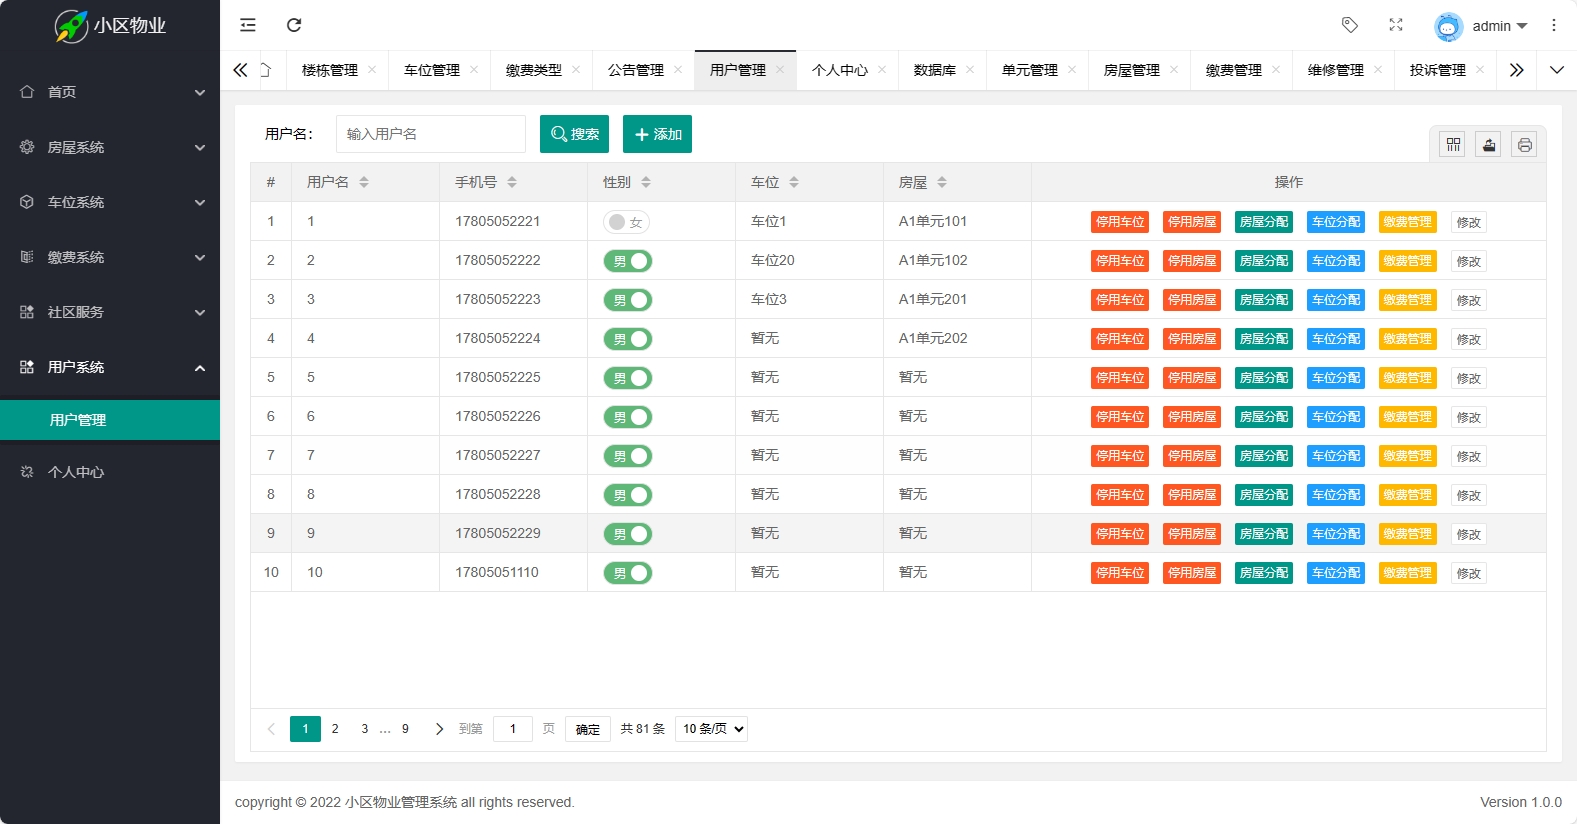 小区物业
admin
楼栋管理
车位管理
缴费类型
公告管理
用户管理
个人中心
数据库
单元管理
房屋管理
缴费管理
维修管理
投诉管理
首页
房屋系统
车位系统
缴费系统
社区服务
用户系统
用户管理
个人中心
用户名：
输入用户名
搜索
添加
# 用户名 手机号 性别 车位 房屋 操作
1 1 17805052221 女 车位1 A1单元101 停用车位 停用房屋 房屋分配 车位分配 缴费管理 修改
2 2 17805052222 男 车位20 A1单元102 停用车位 停用房屋 房屋分配 车位分配 缴费管理 修改
3 3 17805052223 男 车位3 A1单元201 停用车位 停用房屋 房屋分配 车位分配 缴费管理 修改
4 4 17805052224 男 暂无 A1单元202 停用车位 停用房屋 房屋分配 车位分配 缴费管理 修改
5 5 17805052225 男 暂无 暂无 停用车位 停用房屋 房屋分配 车位分配 缴费管理 修改
6 6 17805052226 男 暂无 暂无 停用车位 停用房屋 房屋分配 车位分配 缴费管理 修改
7 7 17805052227 男 暂无 暂无 停用车位 停用房屋 房屋分配 车位分配 缴费管理 修改
8 8 17805052228 男 暂无 暂无 停用车位 停用房屋 房屋分配 车位分配 缴费管理 修改
9 9 17805052229 男 暂无 暂无 停用车位 停用房屋 房屋分配 车位分配 缴费管理 修改
10 10 17805051110 男 暂无 暂无 停用车位 停用房屋 房屋分配 车位分配 缴费管理 修改
1 2 3 … 9 到第 1 页 确定 共 81 条 10 条/页
copyright © 2022 小区物业管理系统 all rights reserved.
Version 1.0.0